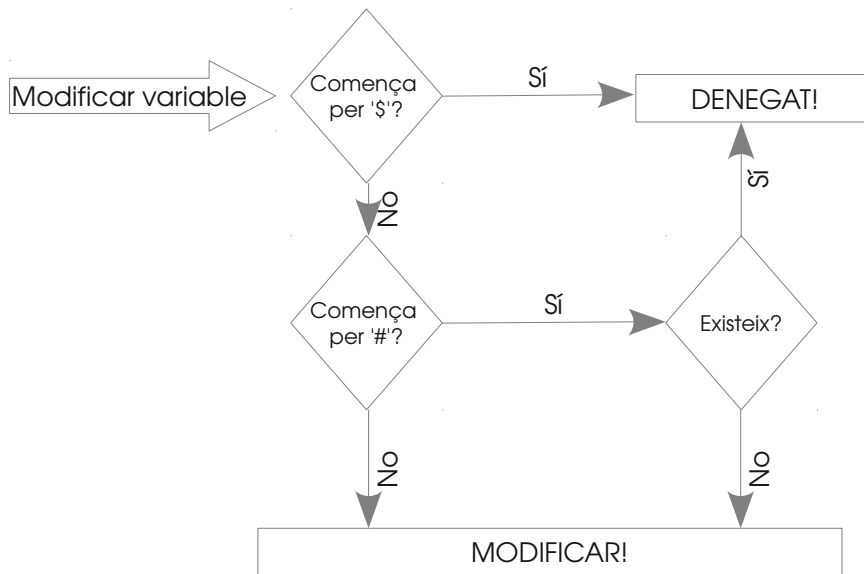 Modificar variable
Comença
per '$'?
Sí
DENEGAT!
No
Sí
Comença
per '#'?
Sí
Existeix?
No
No
MODIFICAR!